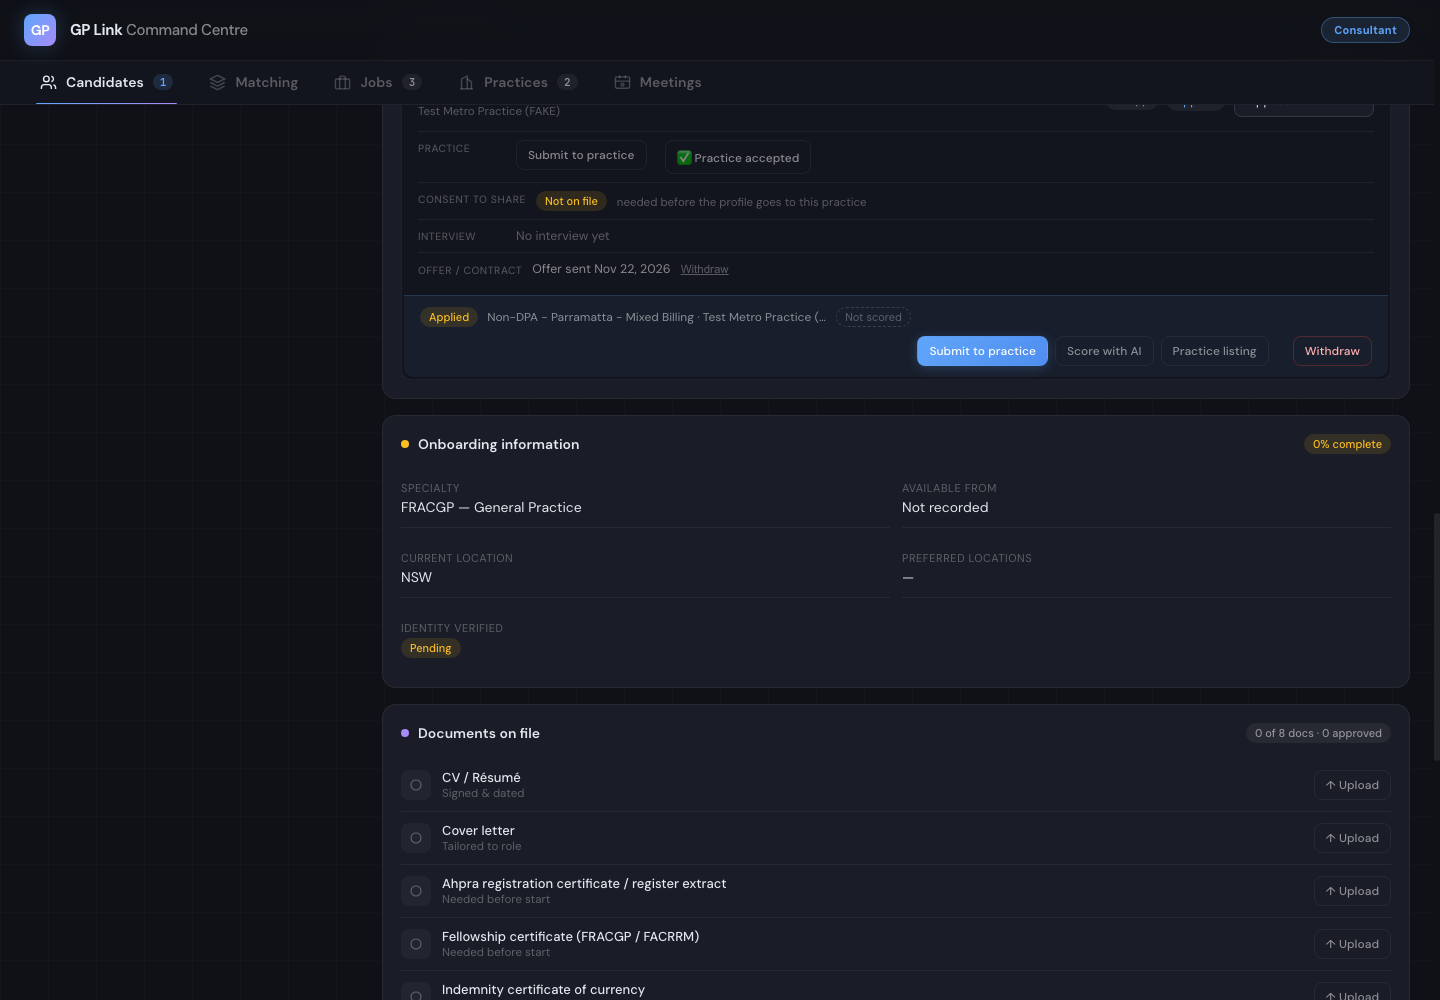 GP GP Link Command Centre Consultant
Candidates 1 Matching Jobs 3 Practices 2 Meetings
Test Metro Practice (FAKE)
PRACTICE Submit to practice ✅ Practice accepted
CONSENT TO SHARE Not on file needed before the profile goes to this practice
INTERVIEW No interview yet
OFFER / CONTRACT Offer sent Nov 22, 2026 Withdraw
Applied Non-DPA - Parramatta - Mixed Billing · Test Metro Practice (... Not scored
Submit to practice Score with AI Practice listing Withdraw
Onboarding information 0% complete
SPECIALTY AVAILABLE FROM
FRACGP — General Practice Not recorded
CURRENT LOCATION PREFERRED LOCATIONS
NSW —
IDENTITY VERIFIED
Pending
Documents on file 0 of 8 docs · 0 approved
CV / Résumé
Signed & dated
↑ Upload
Cover letter
Tailored to role
↑ Upload
Ahpra registration certificate / register extract
Needed before start
↑ Upload
Fellowship certificate (FRACGP / FACRRM)
Needed before start
↑ Upload
Indemnity certificate of currency
↑ Upload